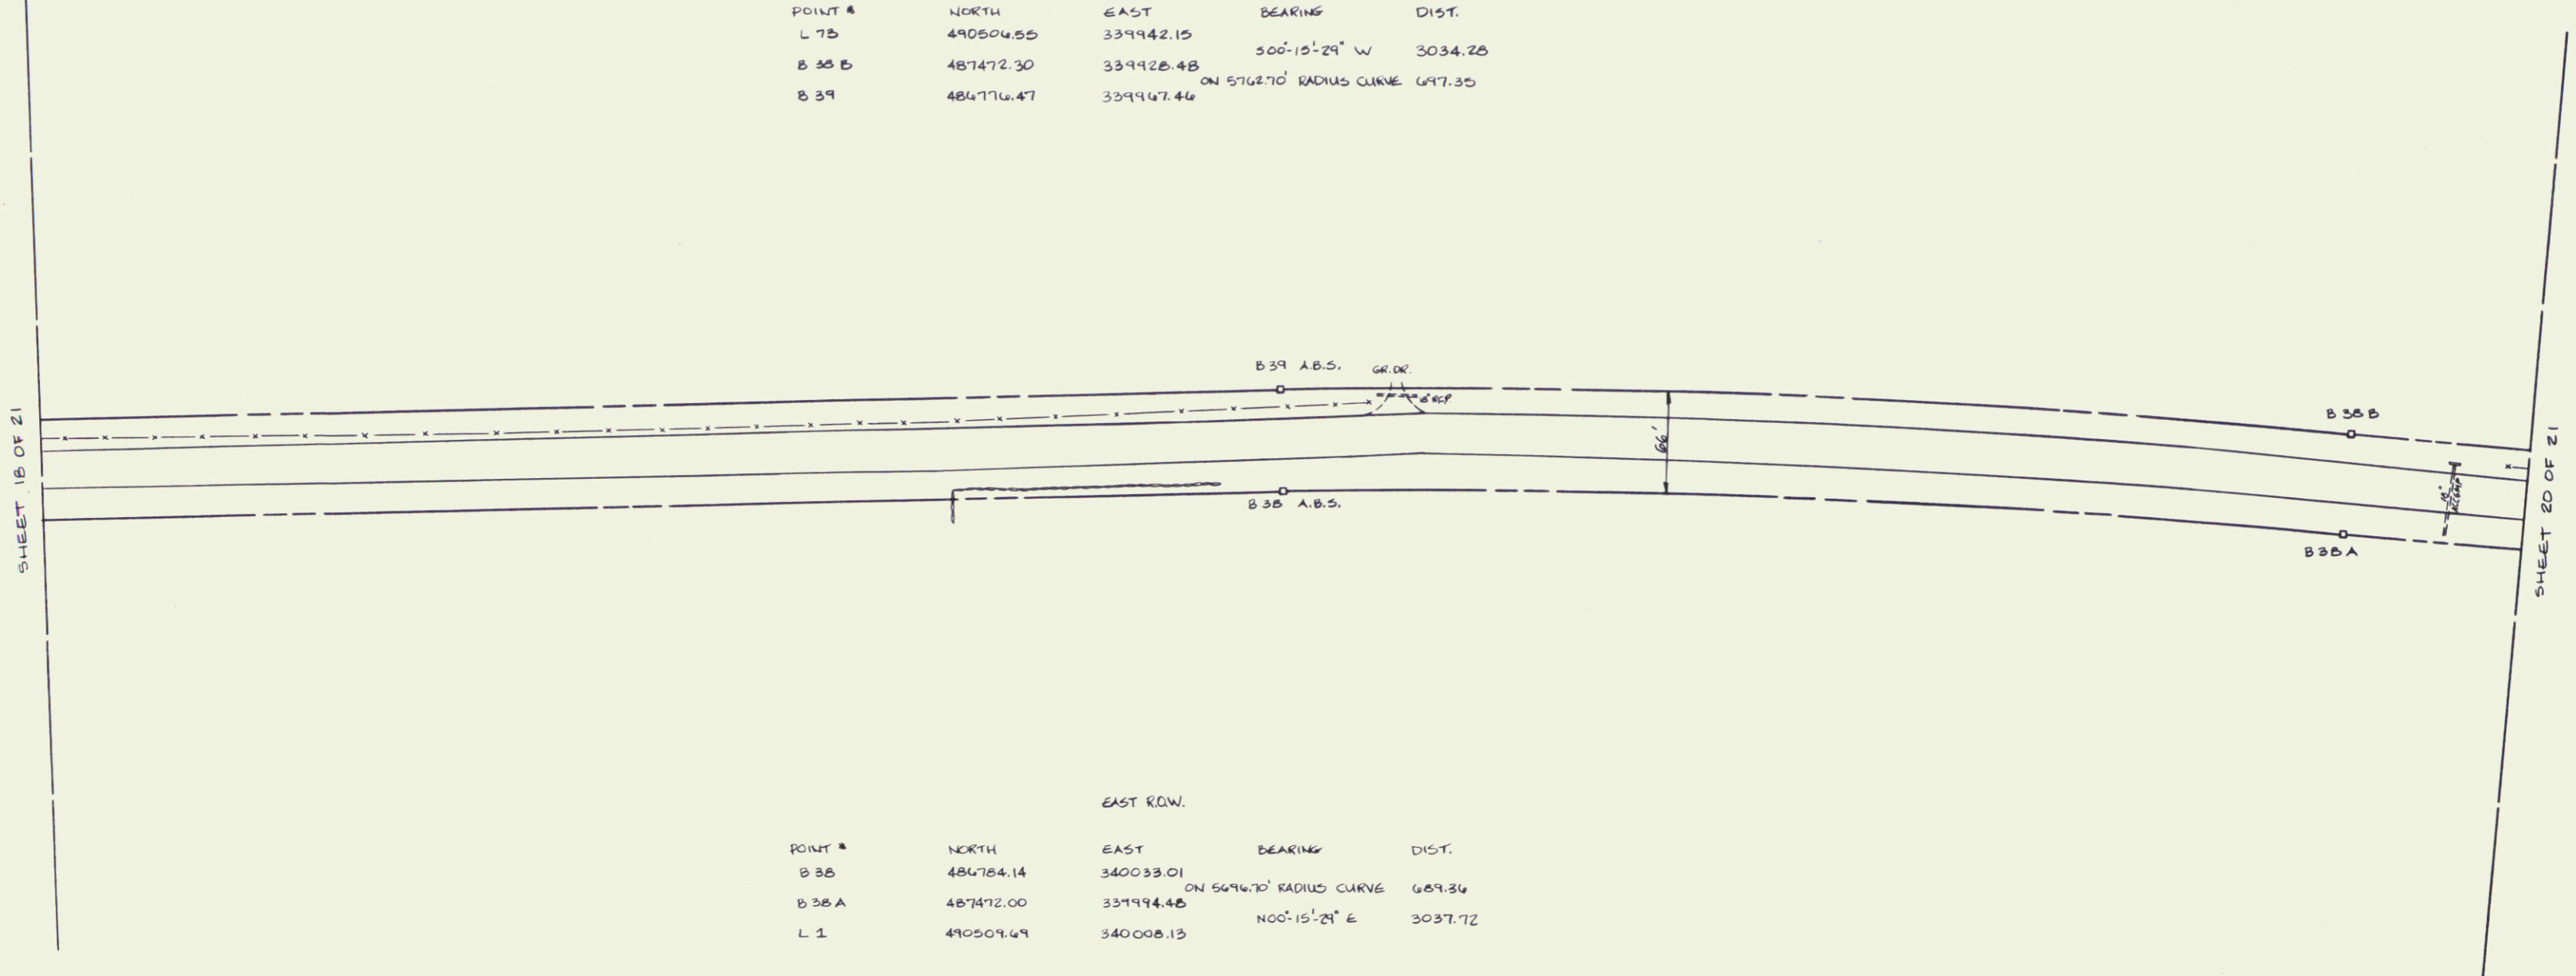 POINT # NORTH EAST BEARING DIST.
L 73 490506.55 339942.15
S00°-15'-29" W 3034.28
B 38 B 487472.30 339928.48
ON 5762.70' RADIUS CURVE 697.35
B 39 486776.47 339967.46
B 39 A.B.S.
GR. DR.
18" R.C.P.
66'
B 38 B
B 38 A.B.S.
18"
B 38 A
SHEET 18 OF 21
SHEET 20 OF 21
EAST R.O.W.
POINT # NORTH EAST BEARING DIST.
B 38 486784.14 340033.01
ON 5696.70' RADIUS CURVE 689.36
B 38 A 487472.00 339994.48
N00°-15'-29" E 3037.72
L 1 490509.69 340008.13